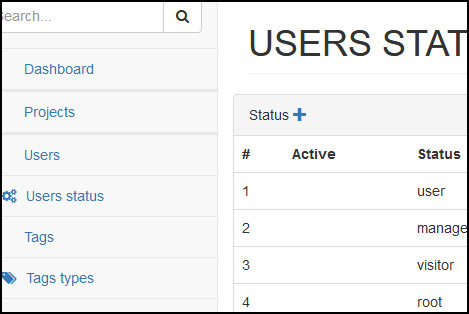 Search...
Dashboard
Projects
Users
Users status
Tags
Tags types
USERS STAT
Status
# Active Status
1 user
2 manage
3 visitor
4 root